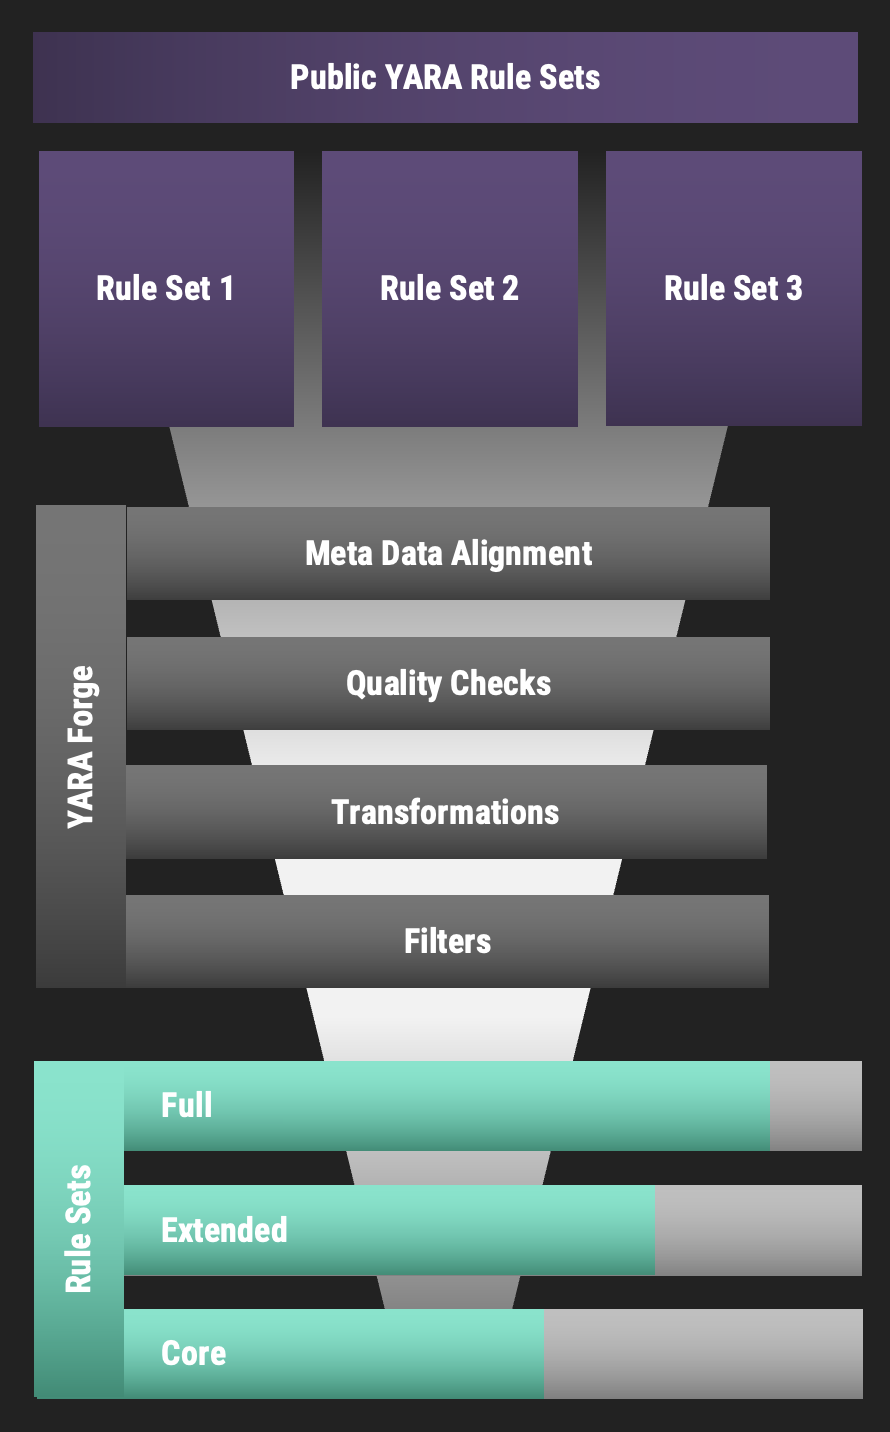 Public YARA Rule Sets
Rule Set 1
Rule Set 2
Rule Set 3
YARA Forge
Meta Data Alignment
Quality Checks
Transformations
Filters
Rule Sets
Full
Extended
Core